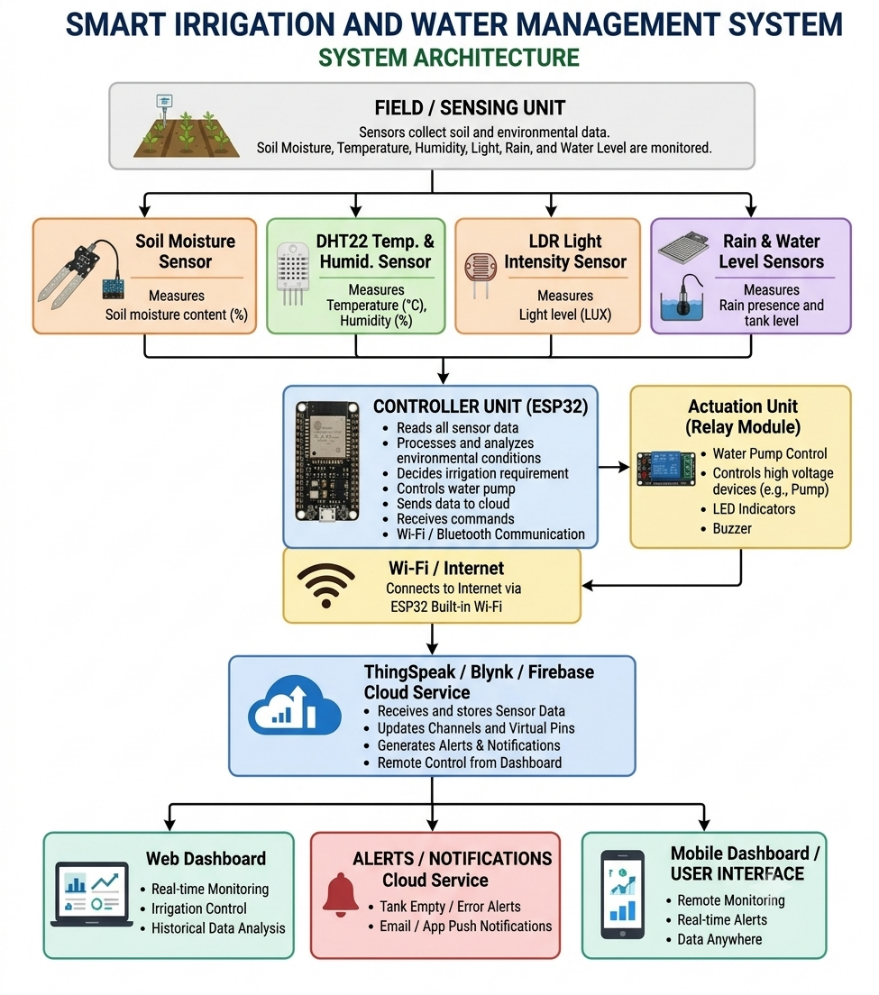 SMART IRRIGATION AND WATER MANAGEMENT SYSTEM
SYSTEM ARCHITECTURE
FIELD / SENSING UNIT
Sensors collect soil and environmental data.
Soil Moisture, Temperature, Humidity, Light, Rain, and Water Level are monitored.
Soil Moisture
Sensor
Measures
Soil moisture content (%)
DHT22 Temp. &
Humid. Sensor
Measures
Temperature (°C),
Humidity (%)
LDR Light
Intensity Sensor
Measures
Light level (LUX)
Rain & Water
Level Sensors
Measures
Rain presence and
tank level
CONTROLLER UNIT (ESP32)
• Reads all sensor data
• Processes and analyzes
environmental conditions
• Decides irrigation requirement
• Controls water pump
• Sends data to cloud
• Receives commands
• Wi-Fi / Bluetooth Communication
Actuation Unit
(Relay Module)
• Water Pump Control
• Controls high voltage
devices (e.g., Pump)
• LED Indicators
• Buzzer
Wi-Fi / Internet
Connects to Internet via
ESP32 Built-in Wi-Fi
ThingSpeak / Blynk / Firebase
Cloud Service
• Receives and stores Sensor Data
• Updates Channels and Virtual Pins
• Generates Alerts & Notifications
• Remote Control from Dashboard
Web Dashboard
• Real-time Monitoring
• Irrigation Control
• Historical Data Analysis
ALERTS / NOTIFICATIONS
Cloud Service
• Tank Empty / Error Alerts
• Email / App Push Notifications
Mobile Dashboard /
USER INTERFACE
• Remote Monitoring
• Real-time Alerts
• Data Anywhere